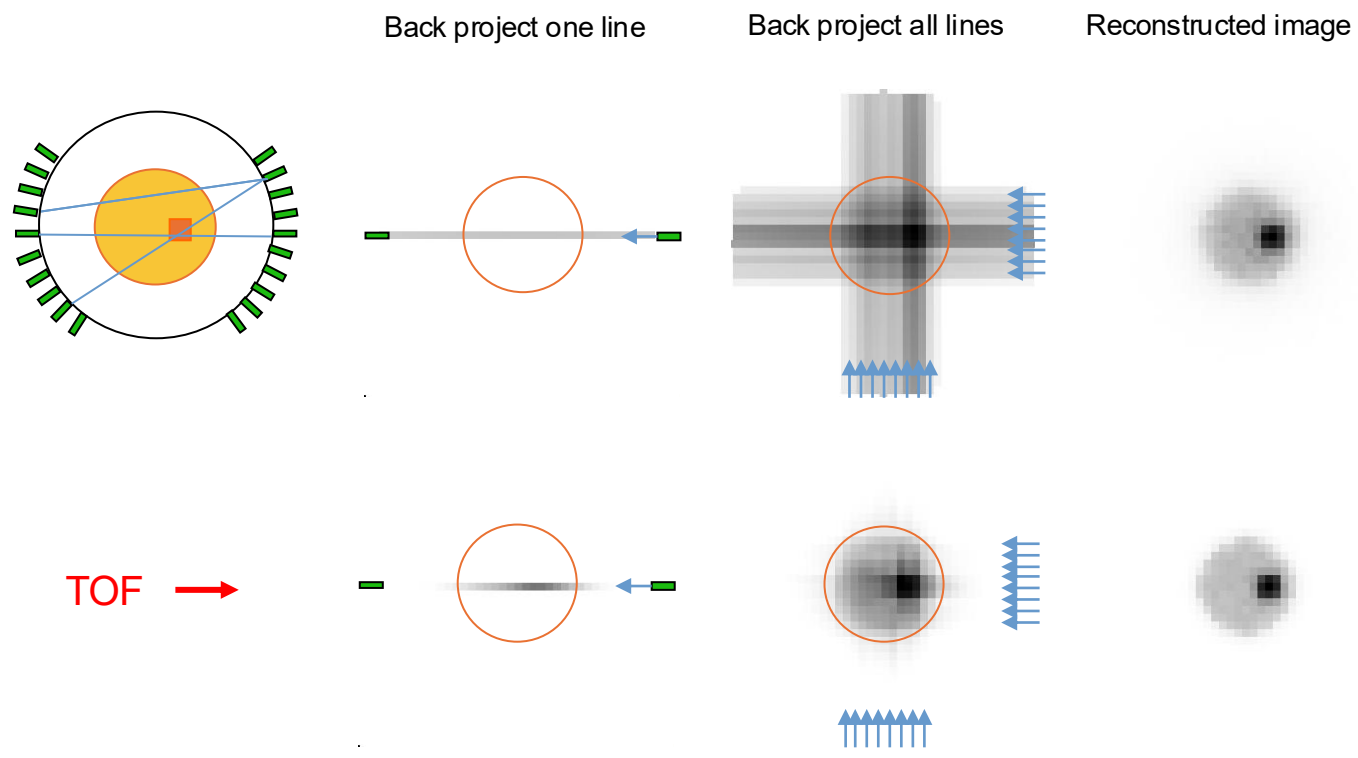 Back project one line
Back project all lines
Reconstructed image
TOF